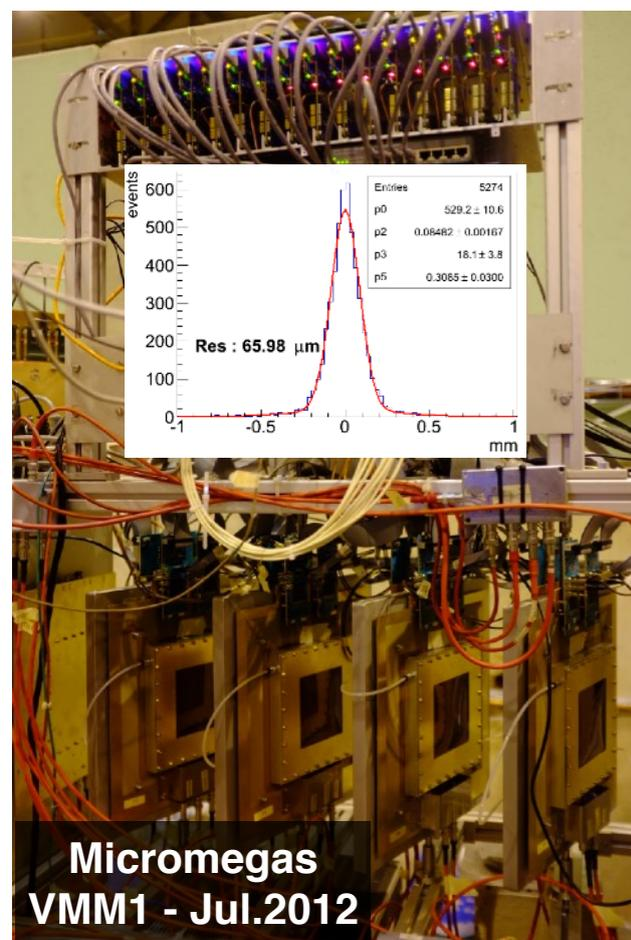 events
600
500
400
300
200
100
0
Entries 5274
p0 529.2 ± 10.6
p2 0.08482 ± 0.00167
p3 18.1 ± 3.8
p5 0.3085 ± 0.0300
Res : 65.98 μm
-1 -0.5 0 0.5 1
mm
Micromegas
VMM1 - Jul.2012